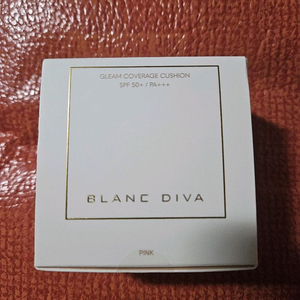 GLEAM COVERAGE CUSHION
SPF 50+ / PA+++
BLANC DIVA
PINK